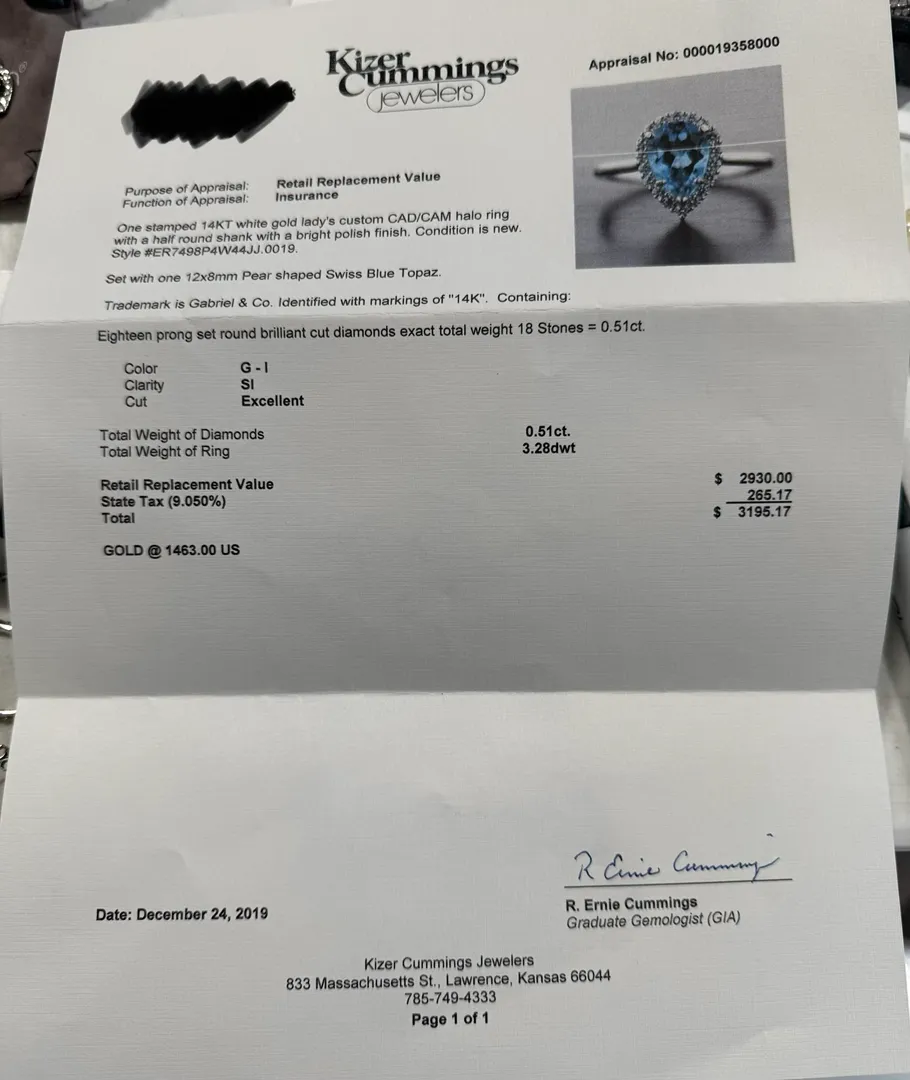 Kizer
Cummings
jewelers
Appraisal No: 000019358000
Purpose of Appraisal: Retail Replacement Value
Function of Appraisal: Insurance
One stamped 14KT white gold lady's custom CAD/CAM halo ring
with a half round shank with a bright polish finish. Condition is new.
Style #ER7498P4W44JJ.0019.
Set with one 12x8mm Pear shaped Swiss Blue Topaz.
Trademark is Gabriel & Co. Identified with markings of "14K". Containing:
Eighteen prong set round brilliant cut diamonds exact total weight 18 Stones = 0.51ct.
Color G - I
Clarity SI
Cut Excellent
Total Weight of Diamonds 0.51ct.
Total Weight of Ring 3.28dwt
Retail Replacement Value $ 2930.00
State Tax (9.050%) 265.17
Total $ 3195.17
GOLD @ 1463.00 US
R Ernie Cummings
Date: December 24, 2019
R. Ernie Cummings
Graduate Gemologist (GIA)
Kizer Cummings Jewelers
833 Massachusetts St., Lawrence, Kansas 66044
785-749-4333
Page 1 of 1